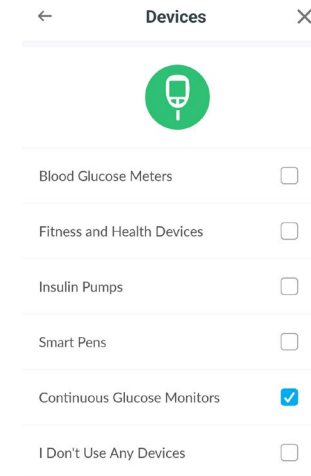 Devices
Blood Glucose Meters
Fitness and Health Devices
Insulin Pumps
Smart Pens
Continuous Glucose Monitors
I Don't Use Any Devices